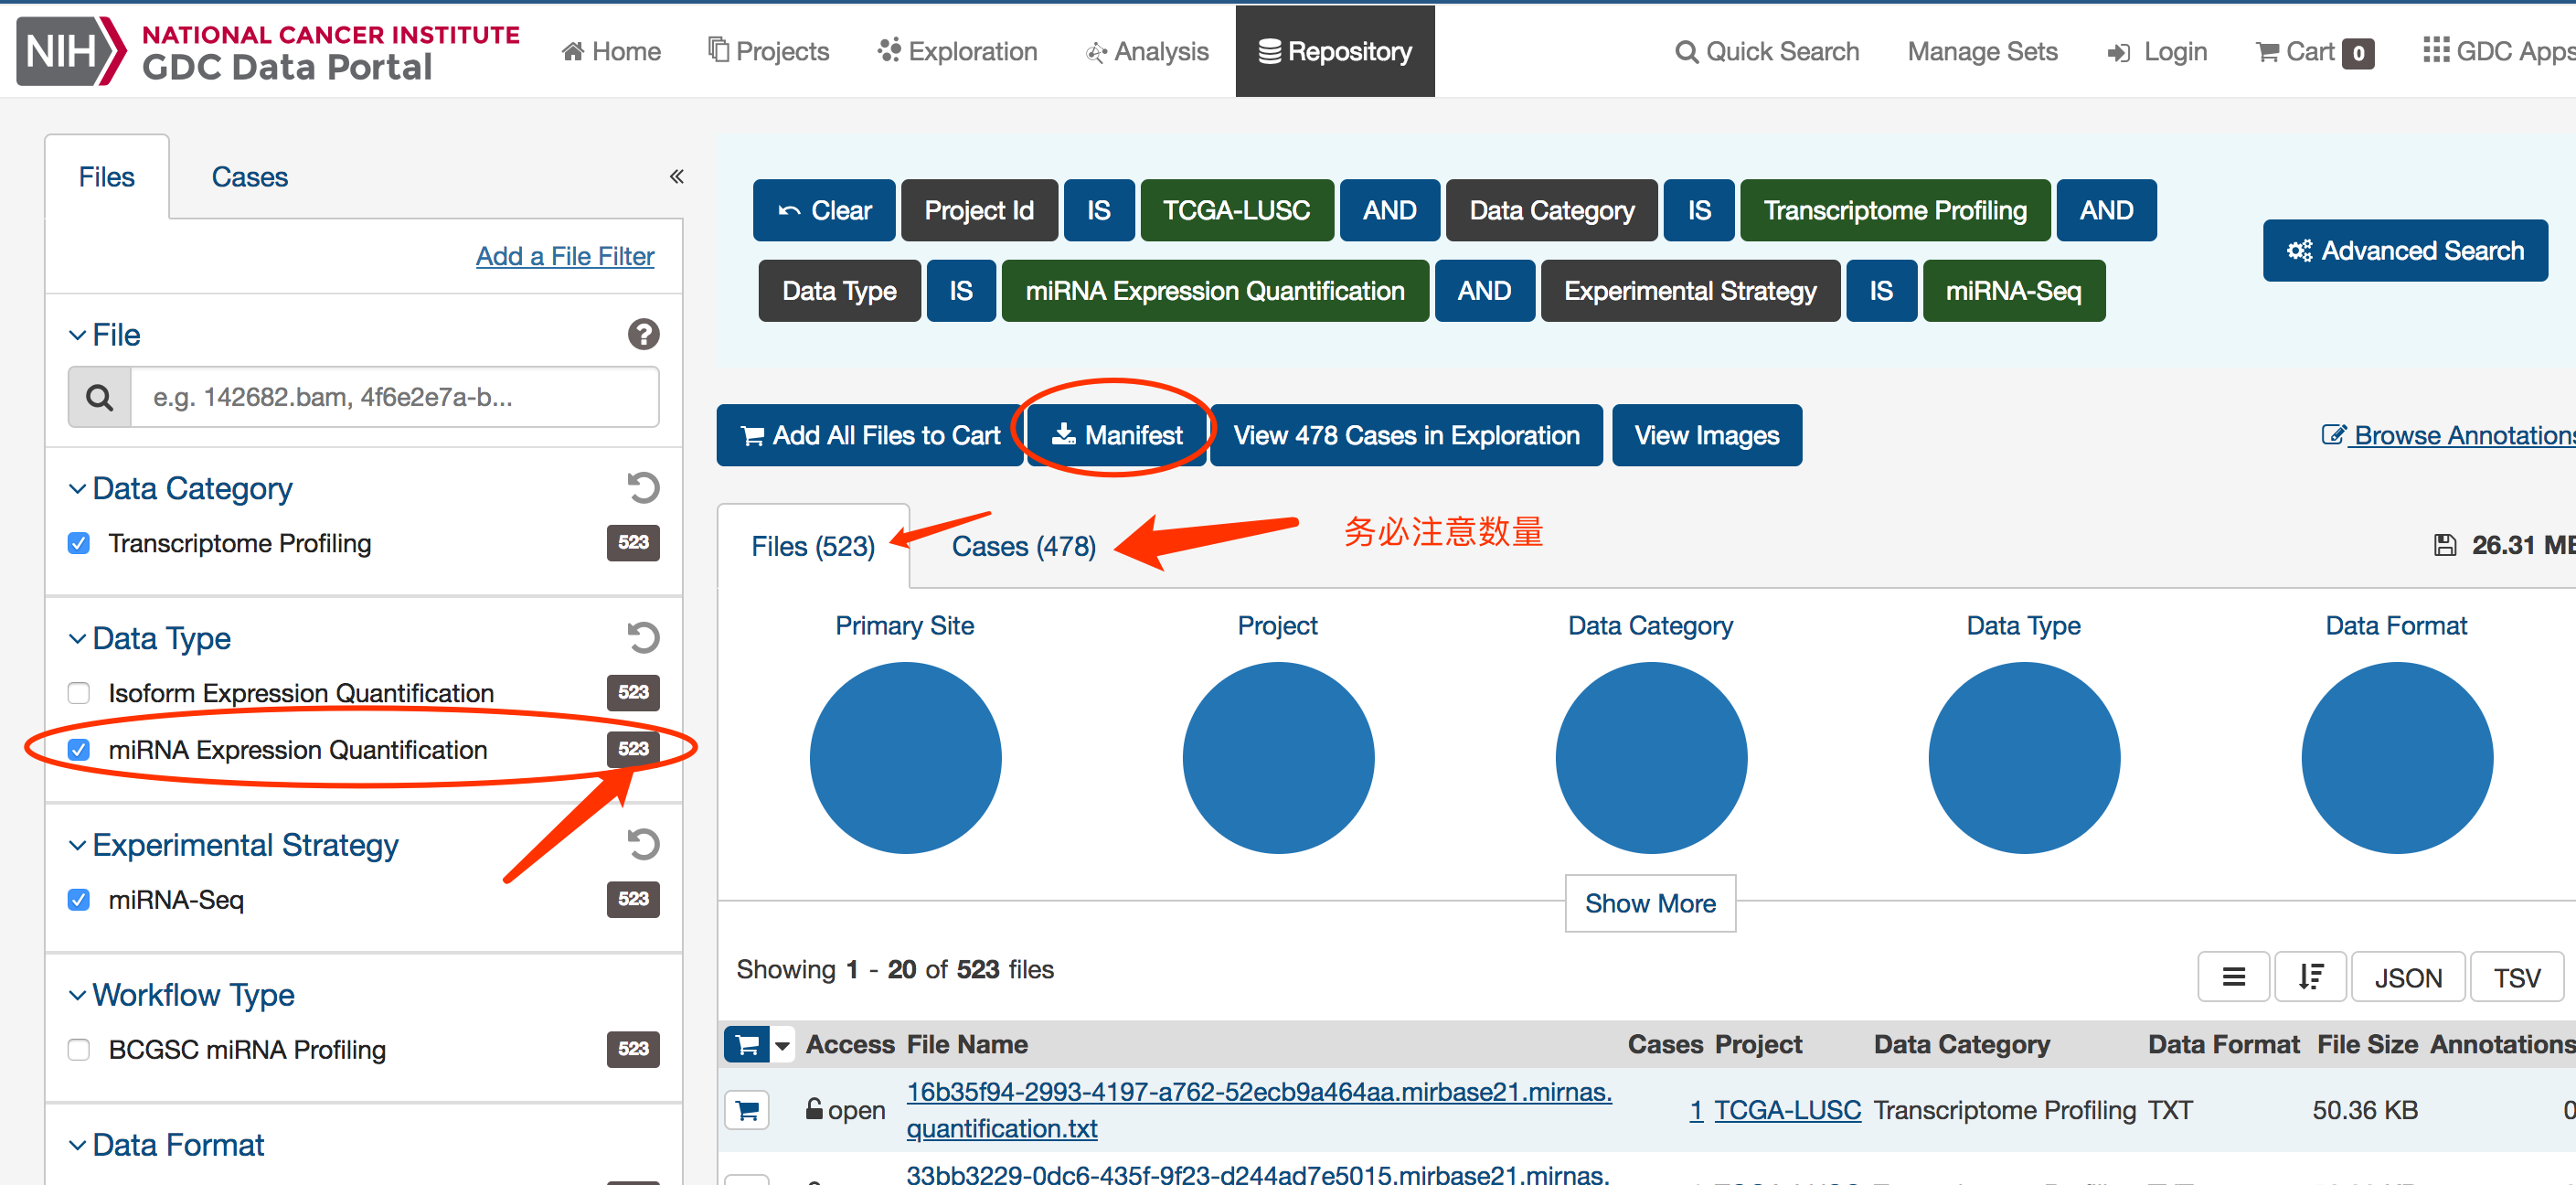 NIH NATIONAL CANCER INSTITUTE
GDC Data Portal
Home Projects Exploration Analysis Repository Quick Search Manage Sets Login Cart 0 GDC Apps
Files Cases «
Add a File Filter
File
e.g. 142682.bam, 4f6e2e7a-b...
Data Category
Transcriptome Profiling 523
Data Type
Isoform Expression Quantification 523
miRNA Expression Quantification 523
Experimental Strategy
miRNA-Seq 523
Workflow Type
BCGSC miRNA Profiling 523
Data Format
Clear Project Id IS TCGA-LUSC AND Data Category IS Transcriptome Profiling AND
Data Type IS miRNA Expression Quantification AND Experimental Strategy IS miRNA-Seq
Advanced Search
Add All Files to Cart Manifest View 478 Cases in Exploration View Images
Browse Annotations
Files (523) Cases (478) 务必注意数量 26.31
Primary Site Project Data Category Data Type Data Format
Show More
Showing 1 - 20 of 523 files
JSON TSV
Access File Name Cases Project Data Category Data Format File Size Annotations
open 16b35f94-2993-4197-a762-52ecb9a464aa.mirbase21.mirnas.
quantification.txt 1 TCGA-LUSC Transcriptome Profiling TXT 50.36 KB 0
33bb3229-0dc6-435f-9f23-d244ad7e5015.mirbase21.mirnas.